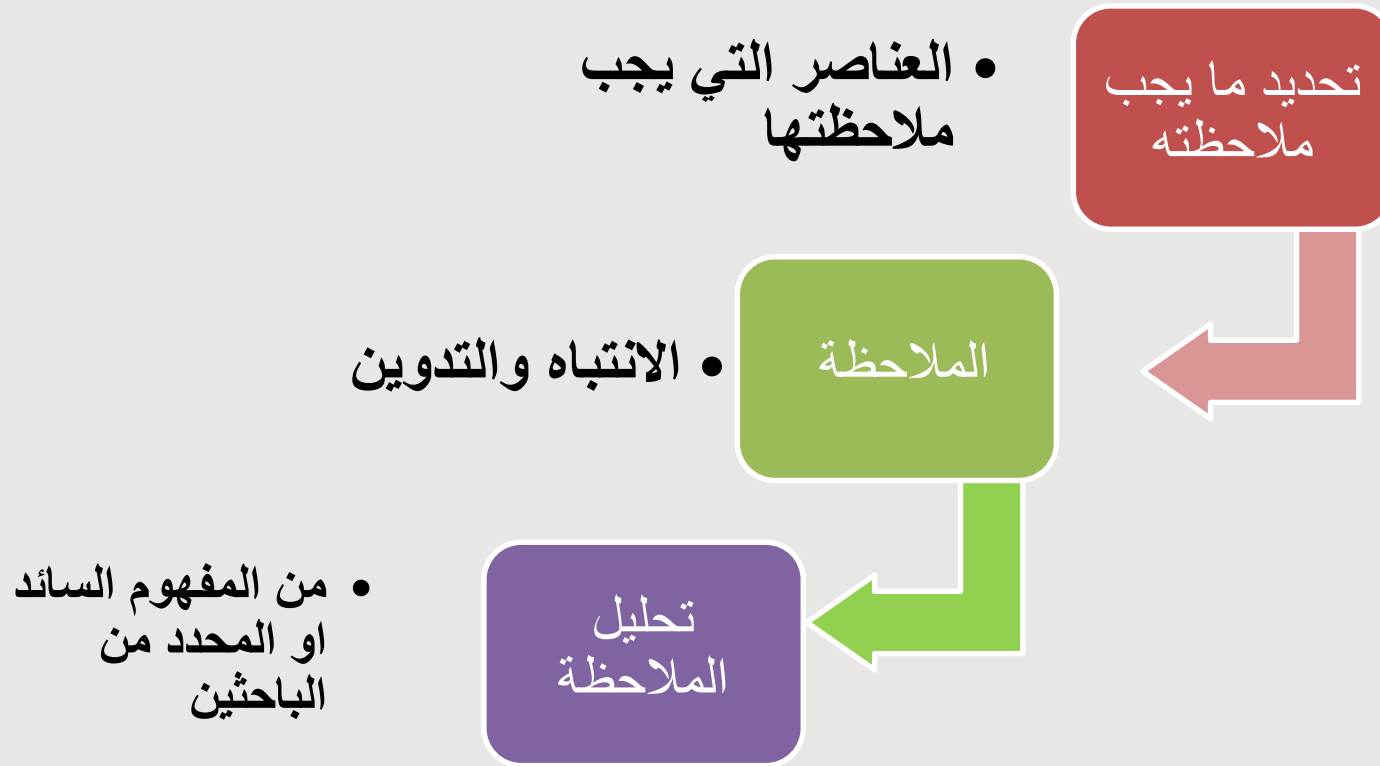 تحديد ما يجب
ملاحظته
• العناصر التي يجب
ملاحظتها
الملاحظة
• الانتباه والتدوين
تحليل
الملاحظة
• من المفهوم السائد
او المحدد من
الباحثين